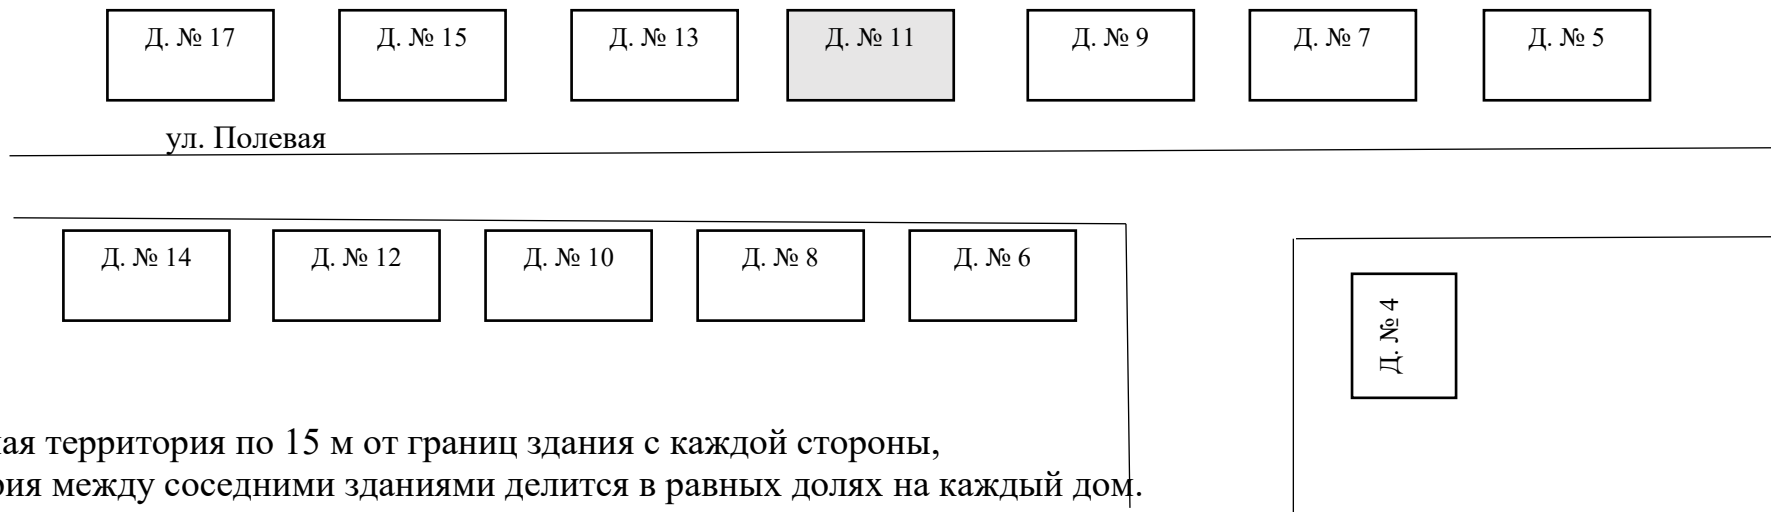 Д. № 17 Д. № 15 Д. № 13 Д. № 11 Д. № 9 Д. № 7 Д. № 5
ул. Полевая
Д. № 14 Д. № 12 Д. № 10 Д. № 8 Д. № 6
Д. № 4
территория по 15 м от границ здания с каждой стороны,
между соседними зданиями делится в равных долях на каждый дом.